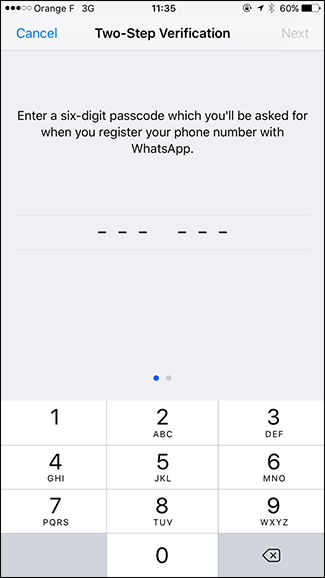 Orange F 3G 11:35 60%
Cancel Two-Step Verification Next
Enter a six-digit passcode which you'll be asked for
when you register your phone number with
WhatsApp.
1 2 3
ABC DEF
4 5 6
GHI JKL MNO
7 8 9
PQRS TUV WXYZ
0